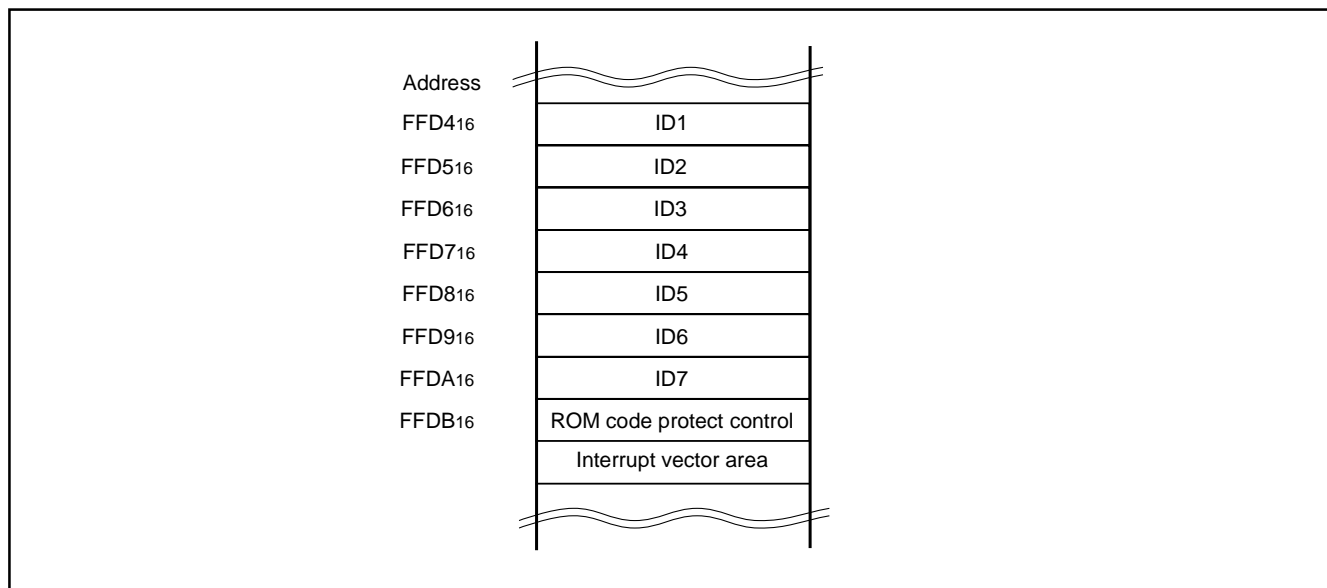 Address
FFD416 ID1
FFD516 ID2
FFD616 ID3
FFD716 ID4
FFD816 ID5
FFD916 ID6
FFDA16 ID7
FFDB16 ROM code protect control
Interrupt vector area